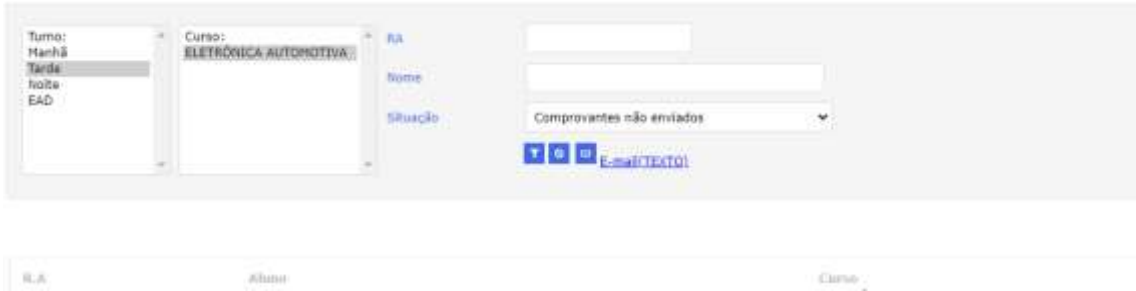 Turno:
Manhã
Tarde
Noite
EAD
Curso:
ELETRÔNICA AUTOMOTIVA
RA
Nome
Situação
Comprovantes não enviados
E-mail(TEXTO)
R.A
Aluno
Curso